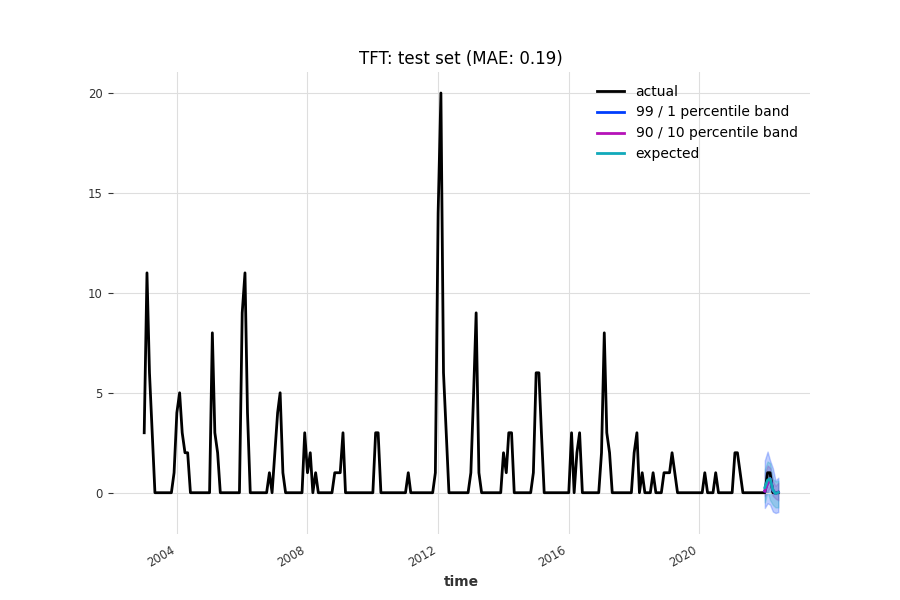 TFT: test set (MAE: 0.19)
actual
99 / 1 percentile band
90 / 10 percentile band
expected
20
15
10
5
0
2004
2008
2012
2016
2020
time